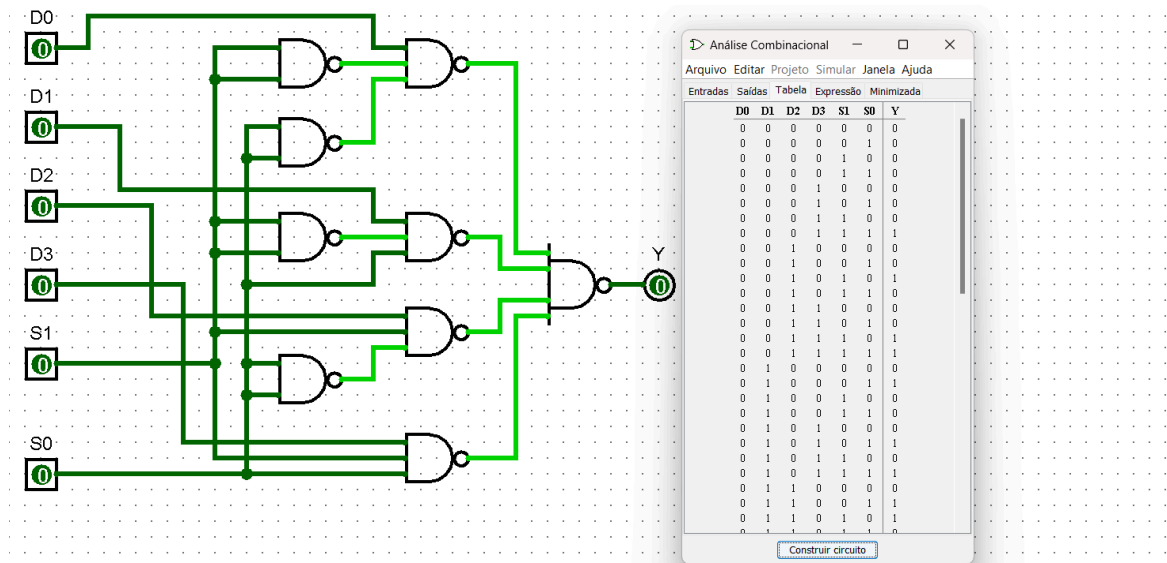 D0
0
D1
0
D2
0
D3
0
S1
0
S0
0
Y
0
Análise Combinacional
Arquivo Editar Projeto Simular Janela Ajuda
Entradas Saídas Tabela Expressão Minimizada
D0 D1 D2 D3 S1 S0 Y
0 0 0 0 0 0 0
0 0 0 0 0 1 0
0 0 0 0 1 0 0
0 0 0 0 1 1 0
0 0 0 1 0 0 0
0 0 0 1 0 1 0
0 0 0 1 1 0 0
0 0 0 1 1 1 1
0 0 1 0 0 0 0
0 0 1 0 0 1 0
0 0 1 0 1 0 1
0 0 1 0 1 1 0
0 0 1 1 0 0 0
0 0 1 1 0 1 0
0 0 1 1 1 0 1
0 0 1 1 1 1 1
0 1 0 0 0 0 0
0 1 0 0 0 1 1
0 1 0 0 1 0 0
0 1 0 0 1 1 0
0 1 0 1 0 0 0
0 1 0 1 0 1 1
0 1 0 1 1 0 0
0 1 0 1 1 1 1
0 1 1 0 0 0 0
0 1 1 0 0 1 1
0 1 1 0 1 0 1
Construir circuito